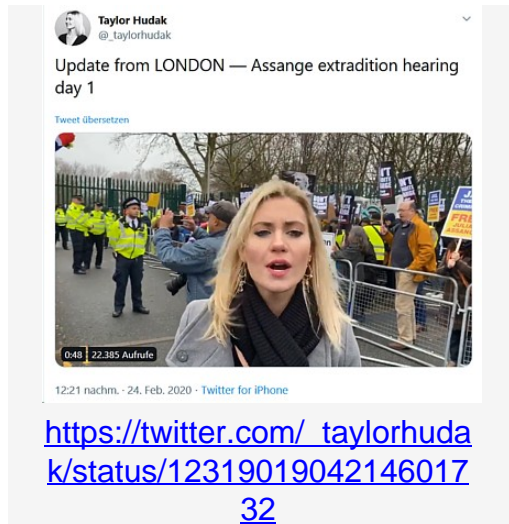 Taylor Hudak
@_taylorhudak
Update from LONDON — Assange extradition hearing
day 1
Tweet übersetzen
FRE
0:48
22.385 Aufrufe
12:21 nachm. · 24. Feb. 2020 · Twitter for iPhone
https://twitter.com/_taylorhuda
k/status/12319019042146017
32